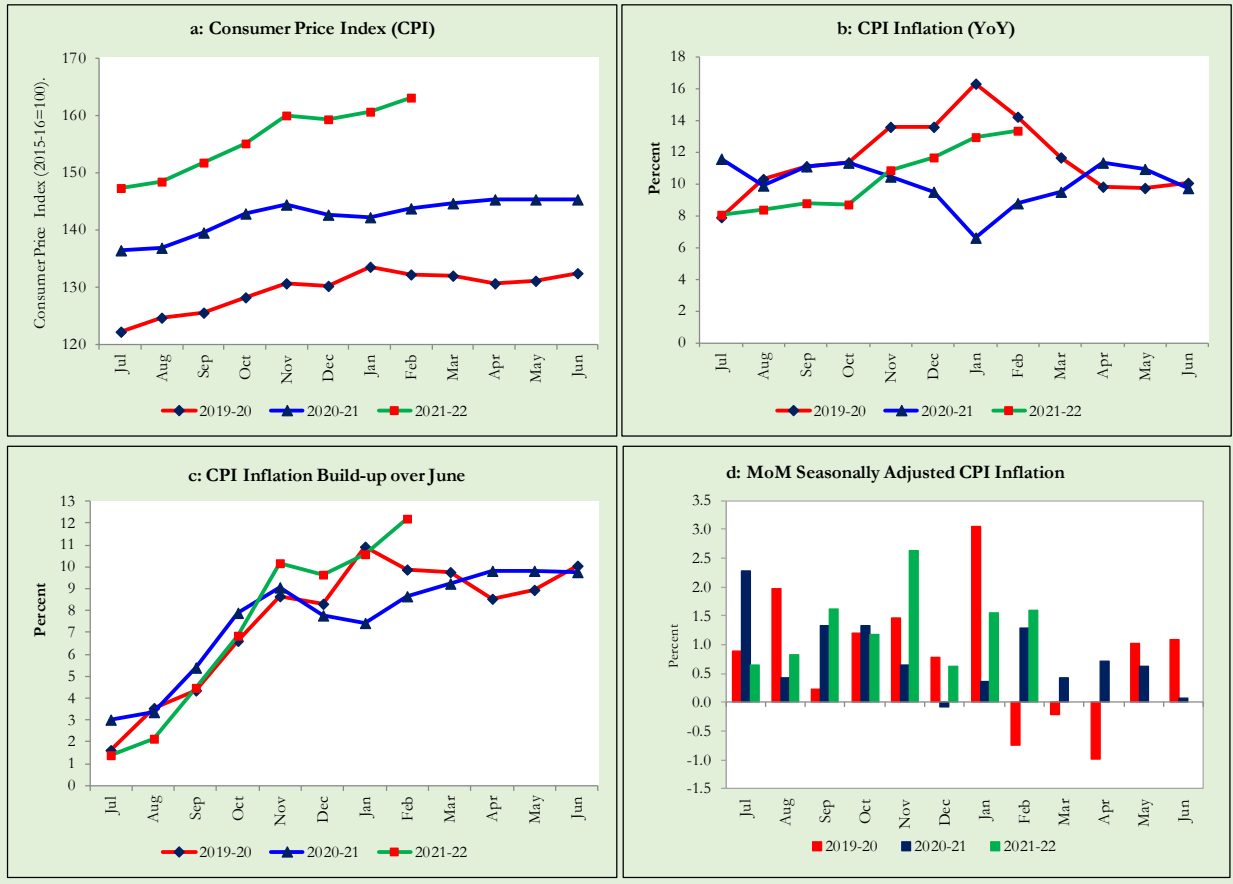 a: Consumer Price Index (CPI)
Consumer Price Index (2015-16=100).
170
160
150
140
130
120
Jul Aug Sep Oct Nov Dec Jan Feb Mar Apr May Jun
2019-20 2020-21 2021-22
b: CPI Inflation (YoY)
Percent
18
16
14
12
10
8
6
4
2
0
Jul Aug Sep Oct Nov Dec Jan Feb Mar Apr May Jun
2019-20 2020-21 2021-22
c: CPI Inflation Build-up over June
Percent
13
12
11
10
9
8
7
6
5
4
3
2
1
0
Jul Aug Sep Oct Nov Dec Jan Feb Mar Apr May Jun
2019-20 2020-21 2021-22
d: MoM Seasonally Adjusted CPI Inflation
Percent
3.5
3.0
2.5
2.0
1.5
1.0
0.5
0.0
-0.5
-1.0
-1.5
Jul Aug Sep Oct Nov Dec Jan Feb Mar Apr May Jun
2019-20 2020-21 2021-22